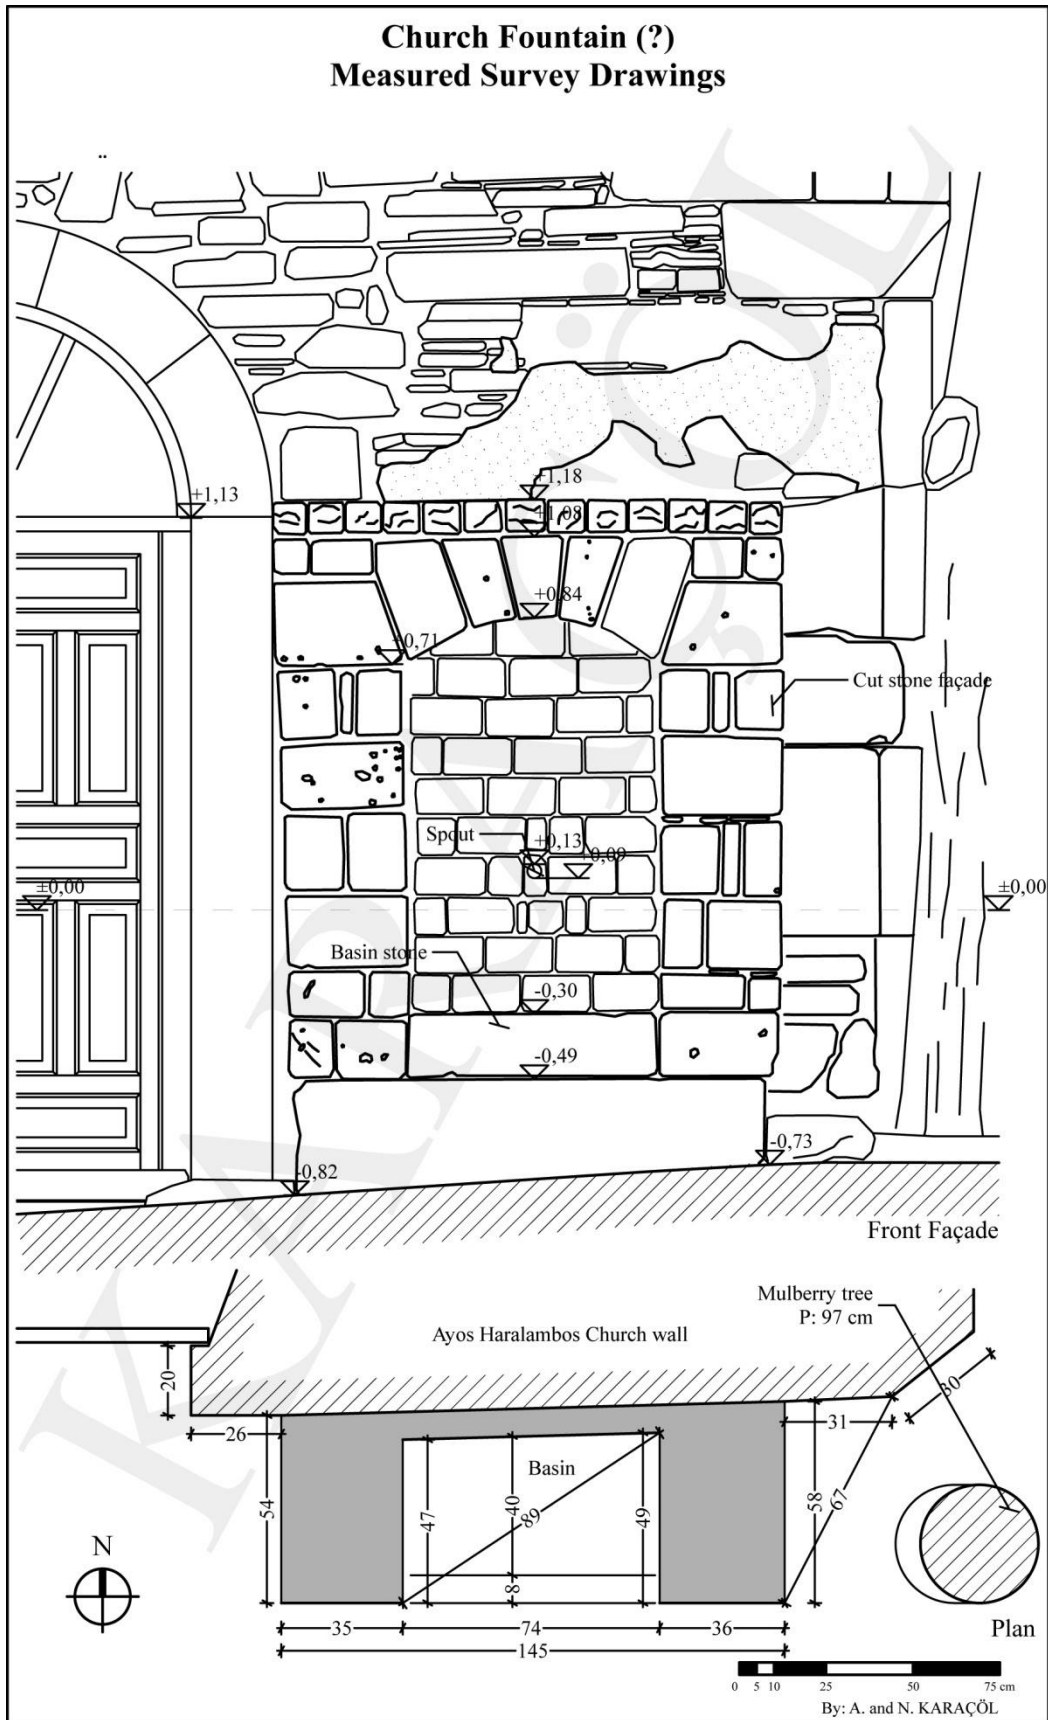 Church Fountain (?)
Measured Survey Drawings
KARAÇÖL
+1,18
+1,13
+1,08
+0,84
+0,71
Cut stone façade
Spout
+0,13
+0,09
±0,00
±0,00
Basin stone
-0,30
-0,49
-0,73
-0,82
Front Façade
Mulberry tree
P: 97 cm
Ayos Haralambos Church wall
20
30
26
31
Basin
54
47
40
89
49
58
67
8
N
35
74
36
145
Plan
0 5 10 25 50 75 cm
By: A. and N. KARAÇÖL